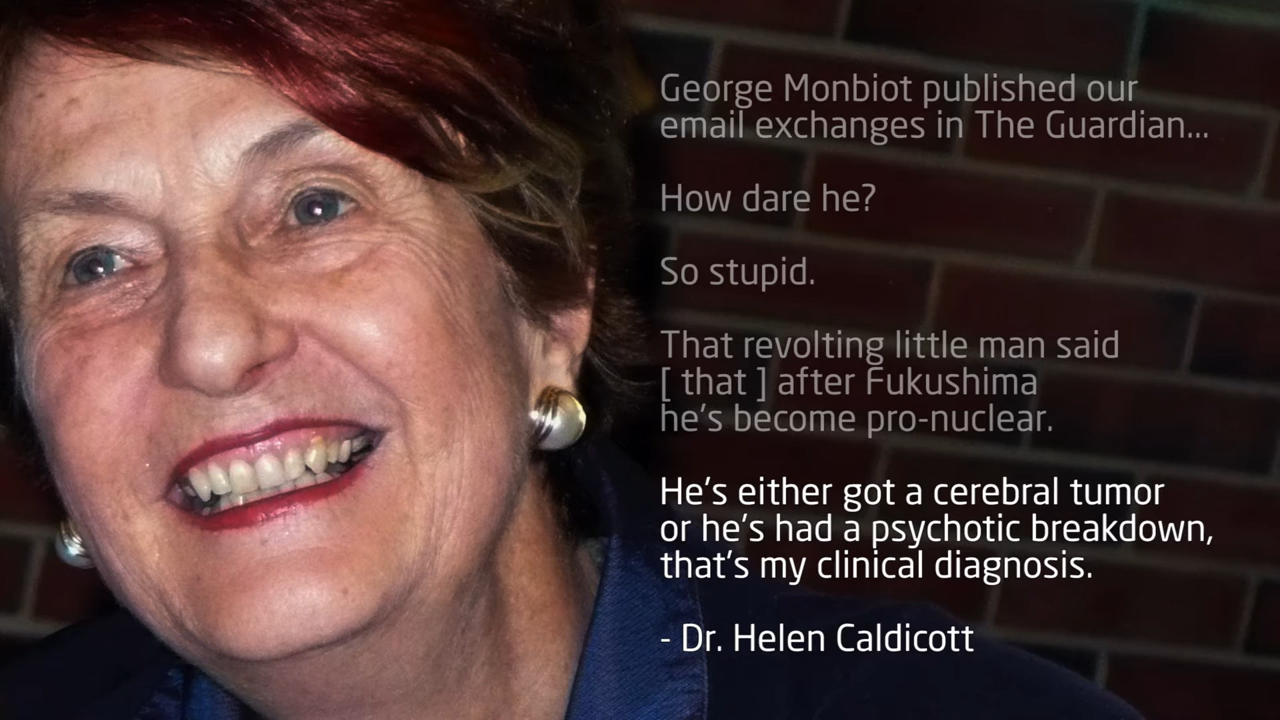 George Monbiot published our
email exchanges in The Guardian...
How dare he?
So stupid.
That revolting little man said
[ that ] after Fukushima
he's become pro-nuclear.
He's either got a cerebral tumor
or he's had a psychotic breakdown,
that's my clinical diagnosis.
- Dr. Helen Caldicott